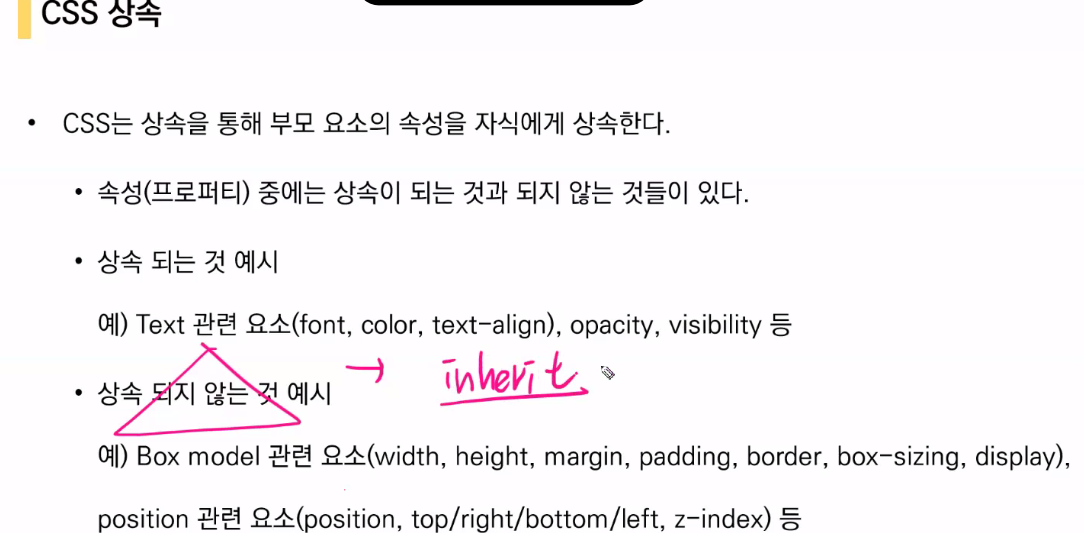 CSS 상속
• CSS는 상속을 통해 부모 요소의 속성을 자식에게 상속한다.
• 속성(프로퍼티) 중에는 상속이 되는 것과 되지 않는 것들이 있다.
• 상속 되는 것 예시
예) Text 관련 요소(font, color, text-align), opacity, visibility 등
→ inherit
• 상속 되지 않는 것 예시
예) Box model 관련 요소(width, height, margin, padding, border, box-sizing, display),
position 관련 요소(position, top/right/bottom/left, z-index) 등